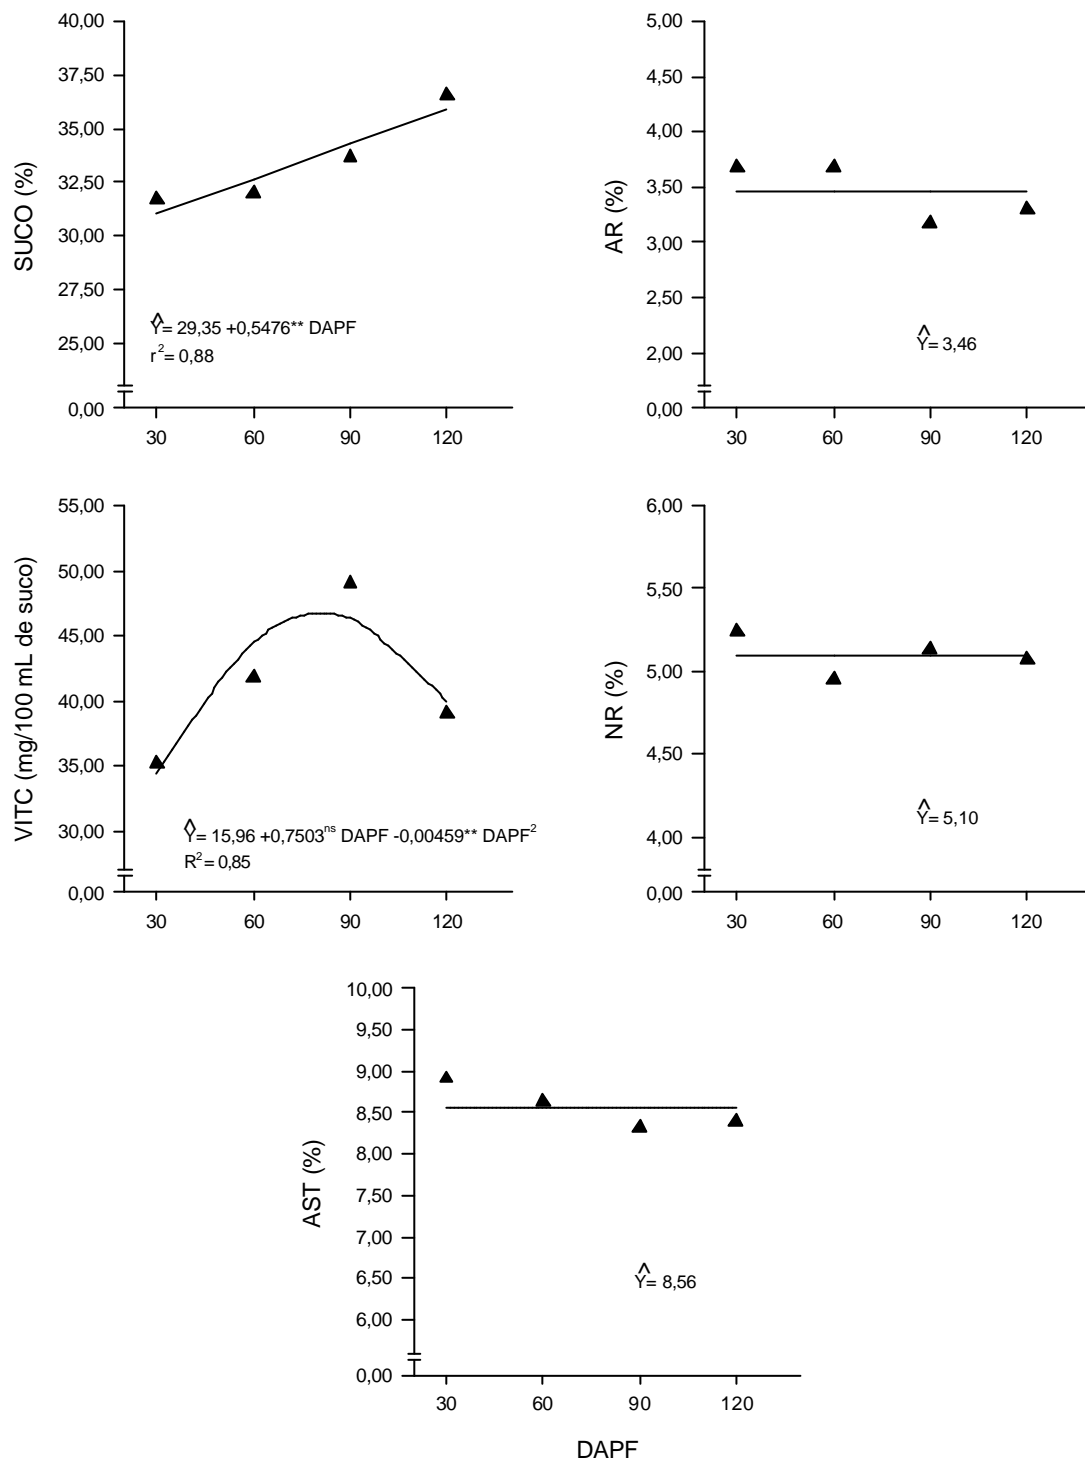 SUCO (%)
40,00
37,50
35,00
32,50
30,00
27,50
25,00
0,00
Ŷ= 29,35 +0,5476** DAPF
r²= 0,88
30 60 90 120
AR (%)
5,00
4,50
4,00
3,50
3,00
2,50
2,00
0,00
Ŷ= 3,46
30 60 90 120
VITC (mg/100 mL de suco)
55,00
50,00
45,00
40,00
35,00
30,00
0,00
Ŷ= 15,96 +0,7503ⁿˢ DAPF -0,00459** DAPF²
R²= 0,85
30 60 90 120
NR (%)
6,00
5,50
5,00
4,50
4,00
0,00
Ŷ= 5,10
30 60 90 120
AST (%)
10,00
9,50
9,00
8,50
8,00
7,50
7,00
6,50
6,00
0,00
Ŷ= 8,56
30 60 90 120
DAPF